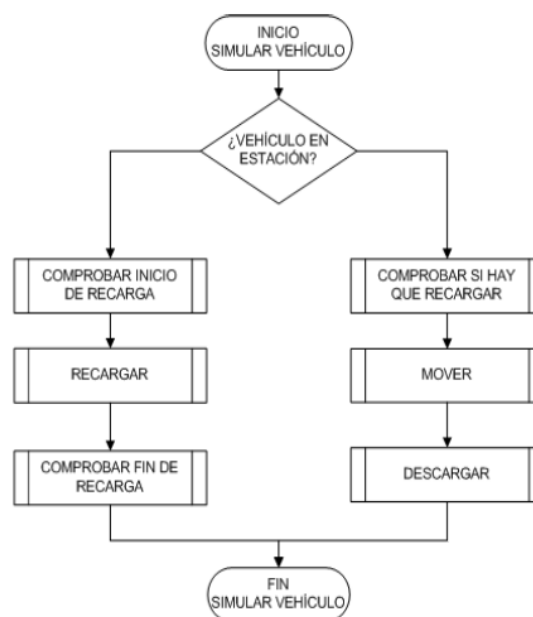 INICIO
SIMULAR VEHÍCULO
¿VEHÍCULO EN
ESTACIÓN?
COMPROBAR INICIO
DE RECARGA
COMPROBAR SI HAY
QUE RECARGAR
RECARGAR
MOVER
COMPROBAR FIN DE
RECARGA
DESCARGAR
FIN
SIMULAR VEHÍCULO